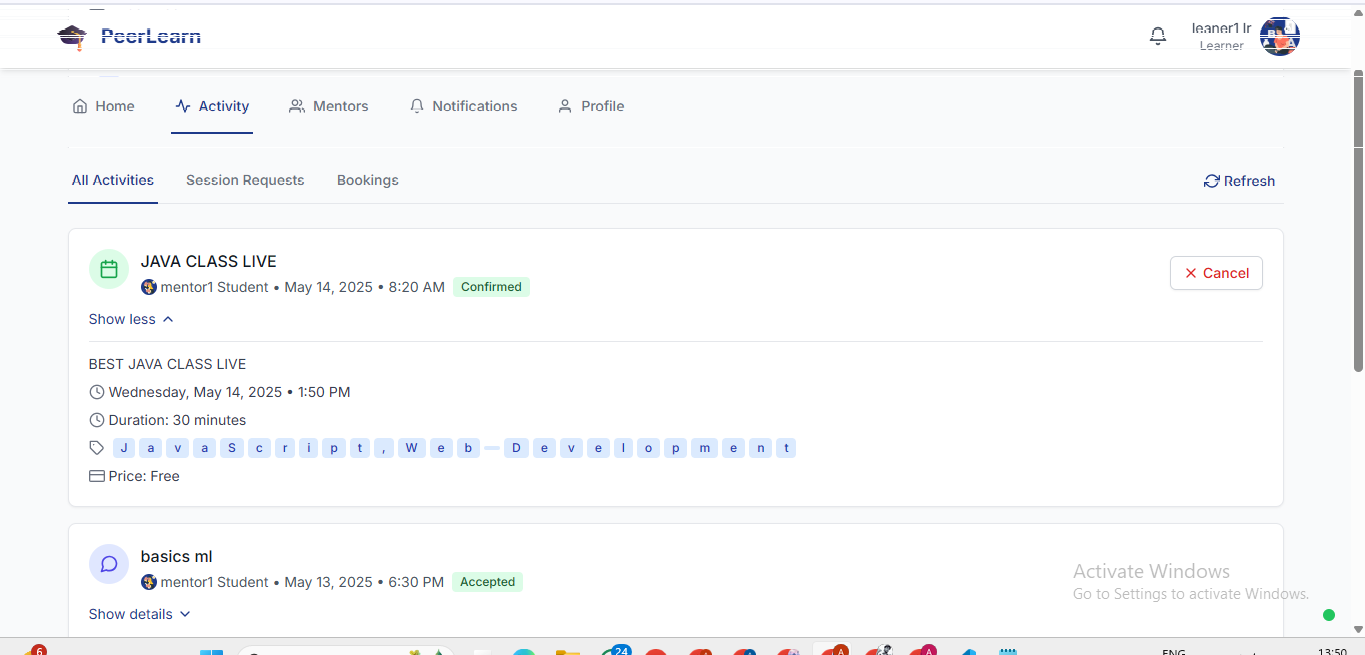 PeerLearn
leaner1 lr
Learner
Home Activity Mentors Notifications Profile
All Activities Session Requests Bookings Refresh
JAVA CLASS LIVE
mentor1 Student • May 14, 2025 • 8:20 AM Confirmed
Cancel
Show less
BEST JAVA CLASS LIVE
Wednesday, May 14, 2025 • 1:50 PM
Duration: 30 minutes
J a v a S c r i p t , W e b D e v e l o p m e n t
Price: Free
basics ml
mentor1 Student • May 13, 2025 • 6:30 PM Accepted
Show details
Activate Windows
Go to Settings to activate Windows.
6 24 A A ENG 13:50